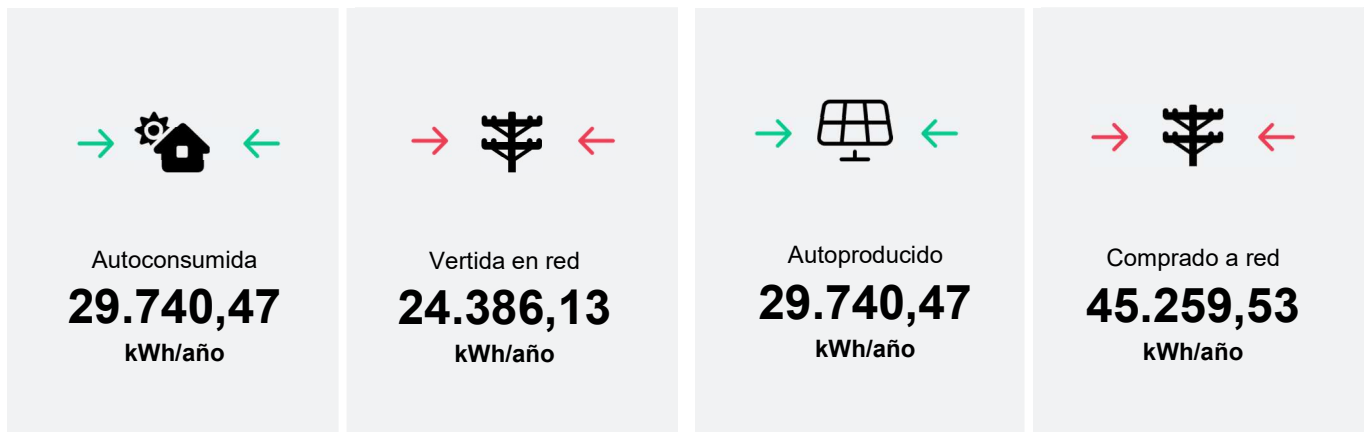 Autoconsumida
29.740,47
kWh/año
Vertida en red
24.386,13
kWh/año
Autoproducido
29.740,47
kWh/año
Comprado a red
45.259,53
kWh/año